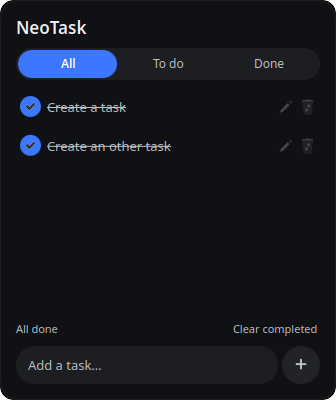 NeoTask
All To do Done
Create a task
Create an other task
All done Clear completed
Add a task...
+